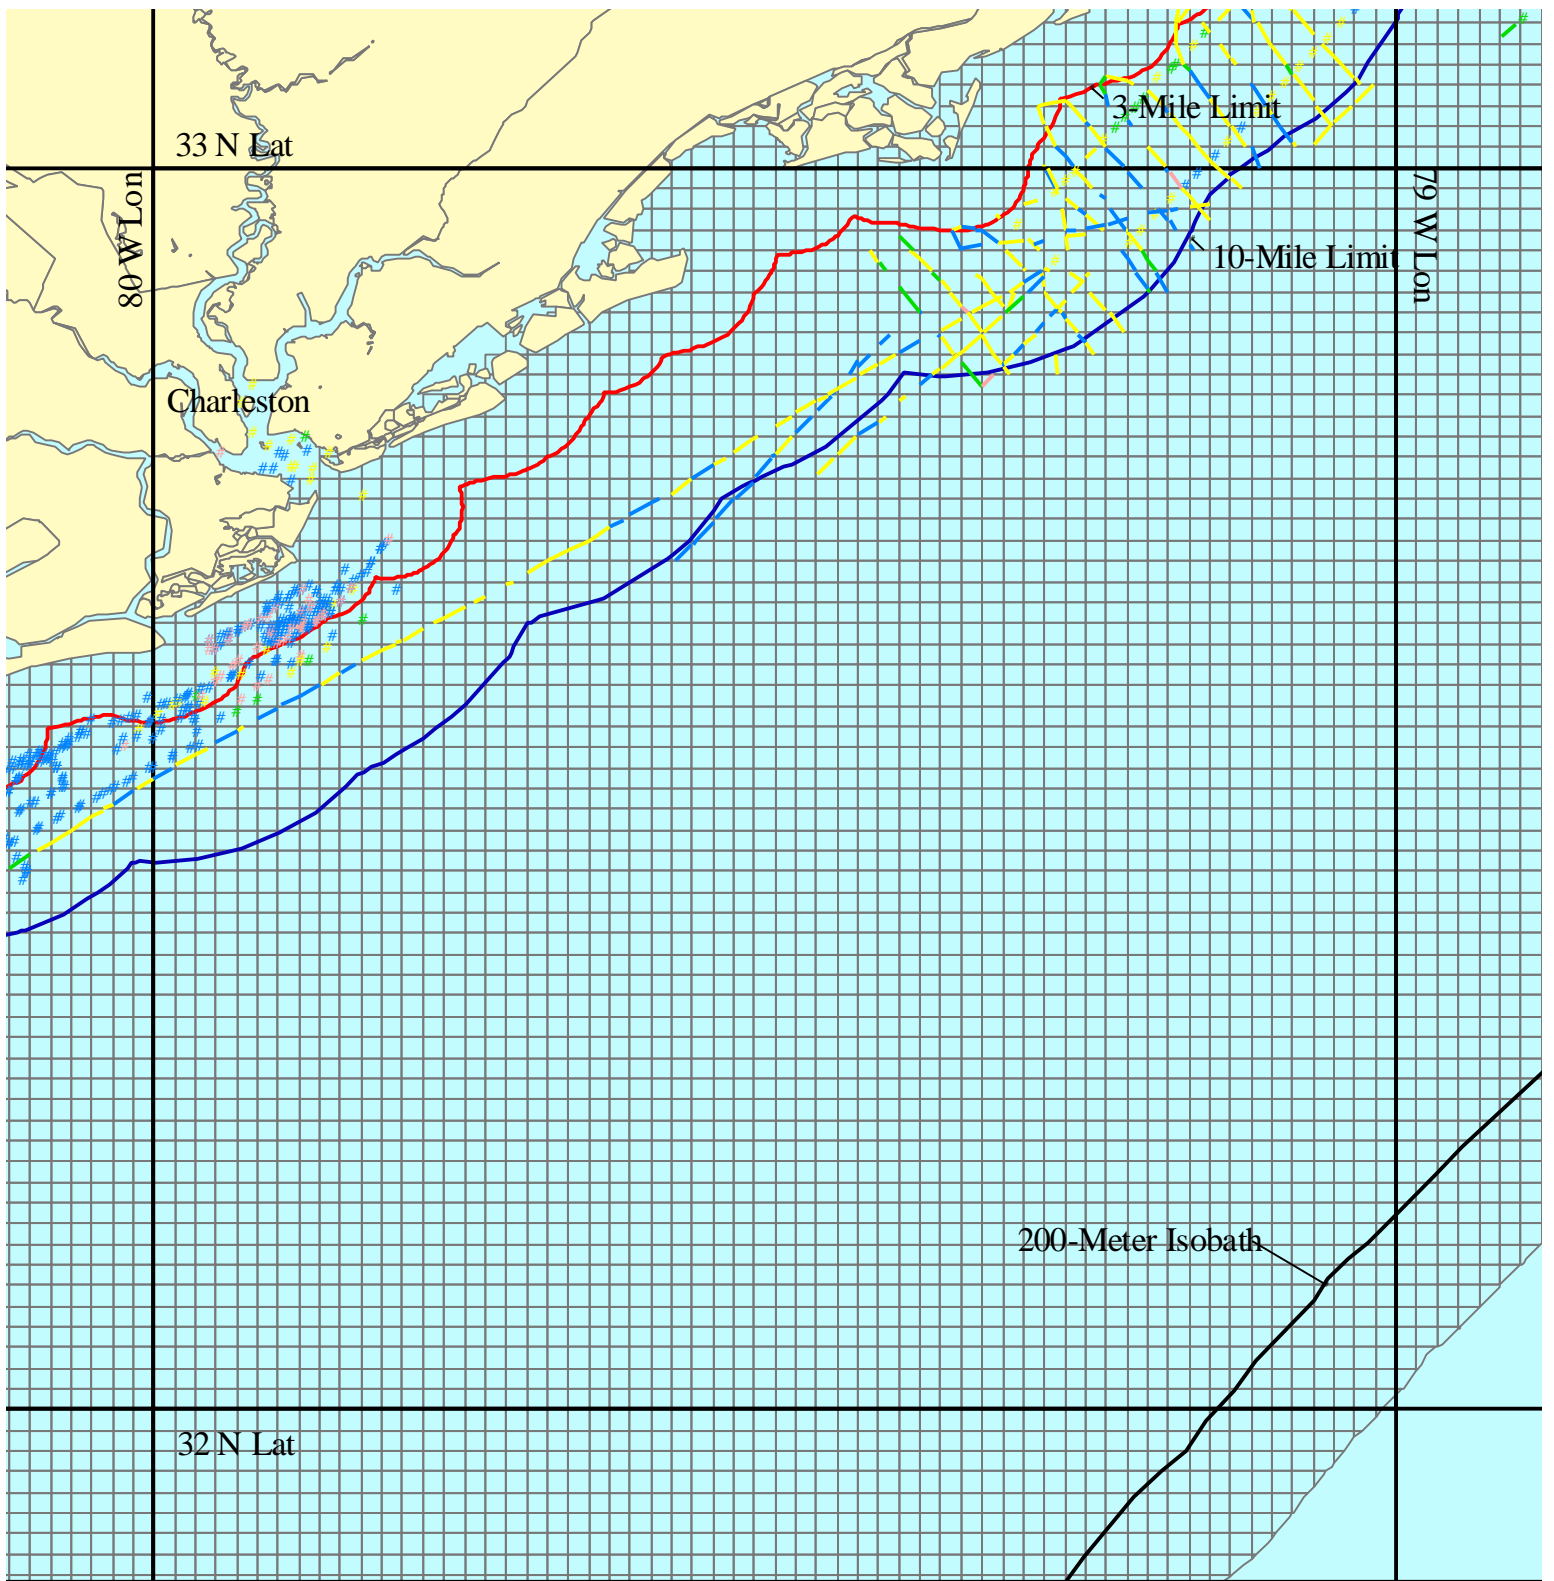 3-Mile Limit
33 N Lat
80 W Lon
79 W Lon
10-Mile Limit
Charleston
200-Meter Isobath
32 N Lat